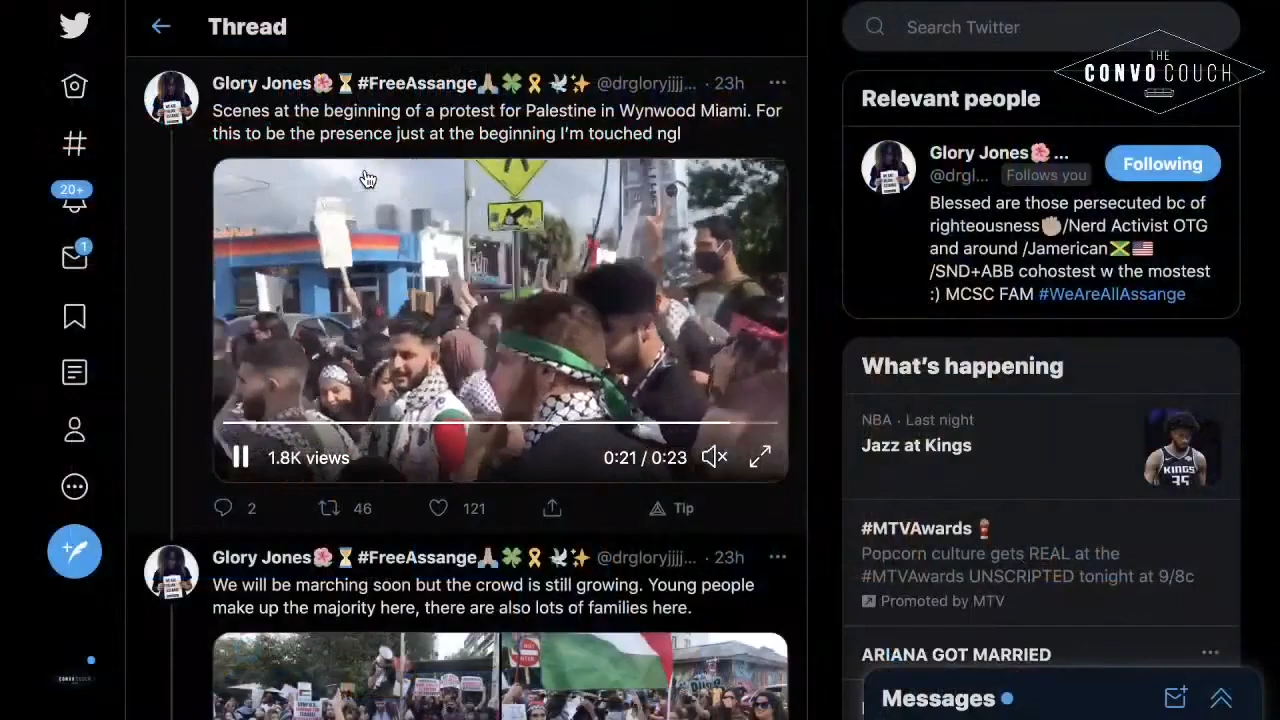 Thread
Search Twitter
THE
CONVO COUCH
Glory Jones🌸⏳#FreeAssange🙏🏽🍀🎗️🕊️✨ @drgloryjjjj... · 23h
Scenes at the beginning of a protest for Palestine in Wynwood Miami. For
this to be the presence just at the beginning I'm touched ngl
1.8K views
0:21 / 0:23
2
46
121
Tip
Glory Jones🌸⏳#FreeAssange🙏🏽🍀🎗️🕊️✨ @drgloryjjjj... · 23h
We will be marching soon but the crowd is still growing. Young people
make up the majority here, there are also lots of families here.
20+
1
Relevant people
Glory Jones🌸 ...
@drgl... Follows you
Following
Blessed are those persecuted bc of
righteousness✊🏽/Nerd Activist OTG
and around /Jamerican🇯🇲🇺🇸
/SND+ABB cohostest w the mostest
:) MCSC FAM #WeAreAllAssange
What's happening
NBA · Last night
Jazz at Kings
KINGS
35
#MTVAwards 🍿
Popcorn culture gets REAL at the
#MTVAwards UNSCRIPTED tonight at 9/8c
Promoted by MTV
ARIANA GOT MARRIED
Messages
CONVO COUCH